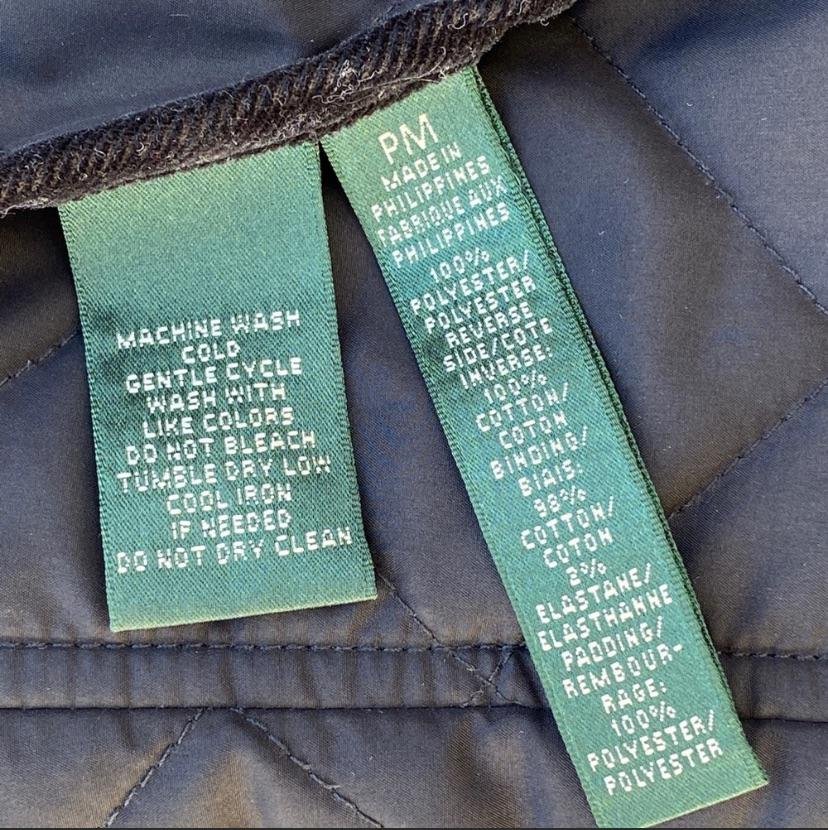 MACHINE WASH
COLD
GENTLE CYCLE
WASH WITH
LIKE COLORS
DO NOT BLEACH
TUMBLE DRY LOW
COOL IRON
IF NEEDED
DO NOT DRY CLEAN
PM
MADE IN
PHILIPPINES
FABRIQUE AUX
PHILIPPINES
100%
POLYESTER/
POLYESTER
REVERSE
SIDE/COTE
INVERSE:
100%
COTTON/
COTON
BINDING/
BIAIS:
98%
COTTON/
COTON
2%
ELASTANE/
ELASTHANNE
PADDING/
REMBOUR-
RAGE:
100%
POLYESTER/
POLYESTER